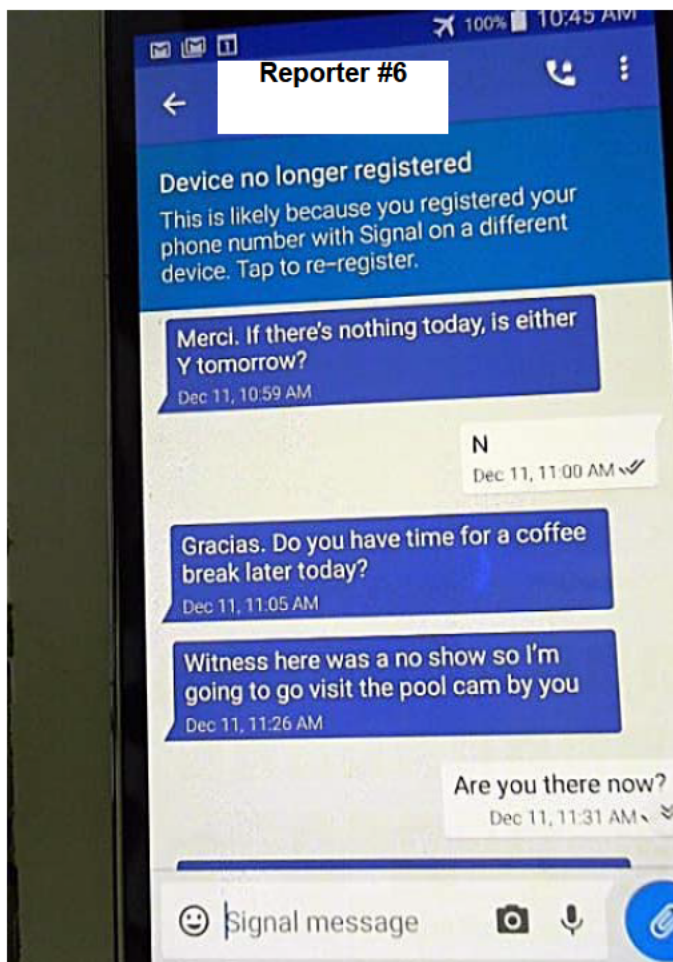 100% 10:45 AM
1
Reporter #6
Device no longer registered
This is likely because you registered your
phone number with Signal on a different
device. Tap to re-register.
Merci. If there's nothing today, is either
Y tomorrow?
Dec 11, 10:59 AM
N
Dec 11, 11:00 AM
Gracias. Do you have time for a coffee
break later today?
Dec 11, 11:05 AM
Witness here was a no show so I'm
going to go visit the pool cam by you
Dec 11, 11:26 AM
Are you there now?
Dec 11, 11:31 AM
Signal message